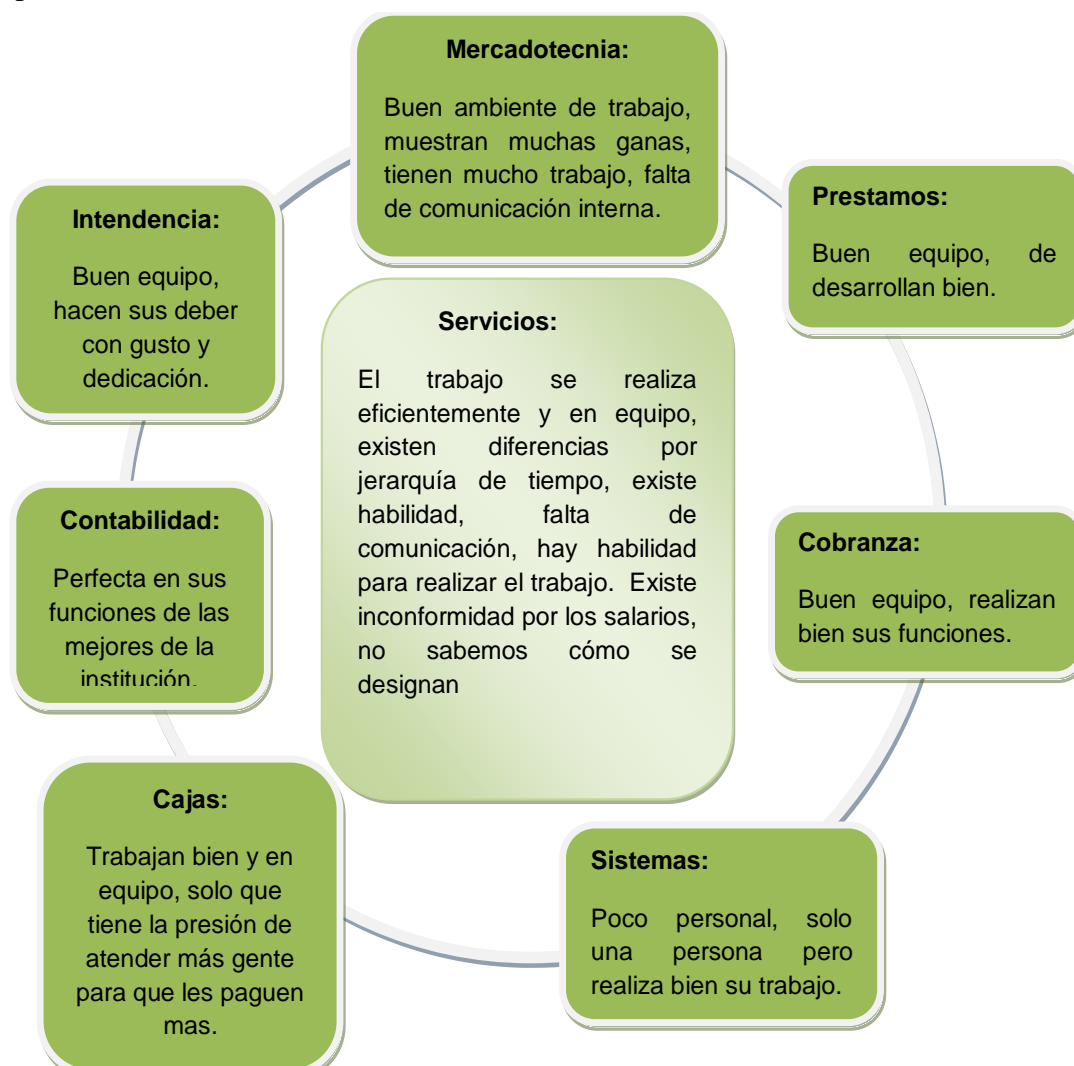 Mercadotecnia:
Buen ambiente de trabajo,
muestran muchas ganas,
tienen mucho trabajo, falta
de comunicación interna.
Prestamos:
Buen equipo, de
desarrollan bien.
Cobranza:
Buen equipo, realizan
bien sus funciones.
Sistemas:
Poco personal, solo
una persona pero
realiza bien su trabajo.
Cajas:
Trabajan bien y en
equipo, solo que
tiene la presión de
atender más gente
para que les paguen
mas.
Contabilidad:
Perfecta en sus
funciones de las
mejores de la
institución.
Intendencia:
Buen equipo,
hacen sus deber
con gusto y
dedicación.
Servicios:
El trabajo se realiza
eficientemente y en equipo,
existen diferencias por
jerarquía de tiempo, existe
habilidad, falta de
comunicación, hay habilidad
para realizar el trabajo. Existe
inconformidad por los salarios,
no sabemos cómo se
designan